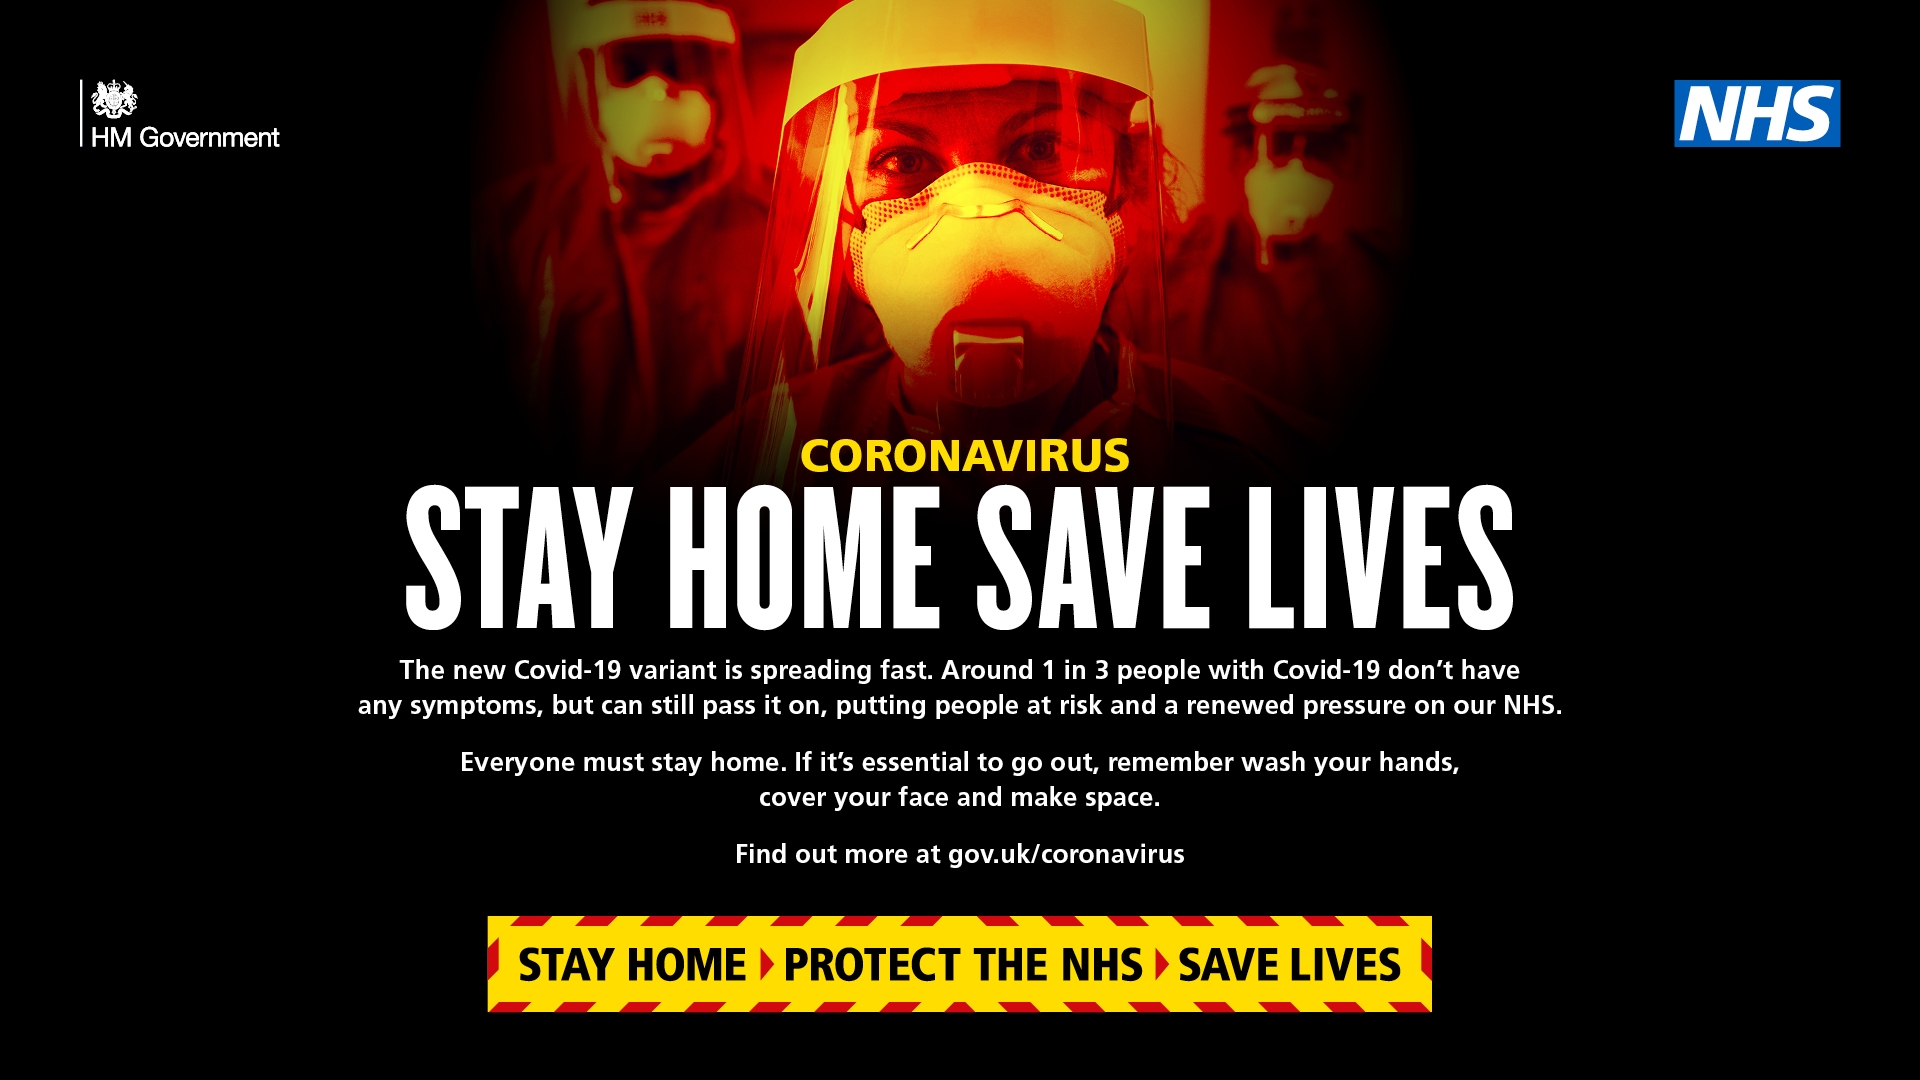 HM Government
NHS
CORONAVIRUS
STAY HOME SAVE LIVES
The new Covid-19 variant is spreading fast. Around 1 in 3 people with Covid-19 don’t have
any symptoms, but can still pass it on, putting people at risk and a renewed pressure on our NHS.
Everyone must stay home. If it’s essential to go out, remember wash your hands,
cover your face and make space.
Find out more at gov.uk/coronavirus
STAY HOME PROTECT THE NHS SAVE LIVES